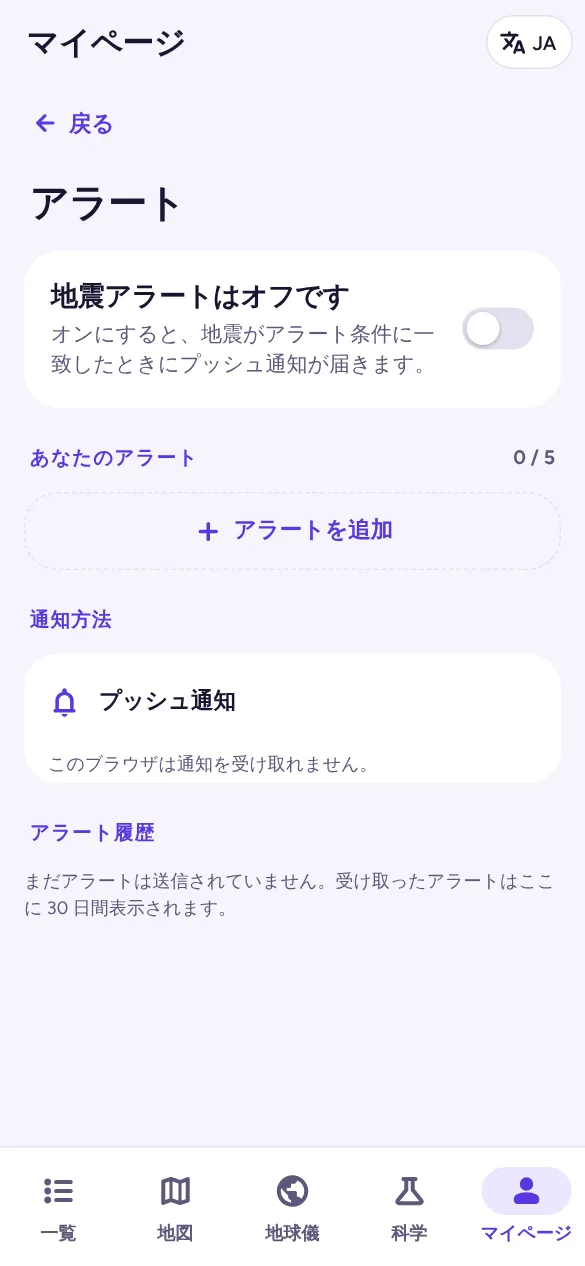 マイページ
JA
戻る
アラート
地震アラートはオフです
オンにすると、地震がアラート条件に一
致したときにプッシュ通知が届きます。
あなたのアラート
0 / 5
アラートを追加
通知方法
プッシュ通知
このブラウザは通知を受け取れません。
アラート履歴
まだアラートは送信されていません。受け取ったアラートはここ
に 30 日間表示されます。
一覧
地図
地球儀
科学
マイページ